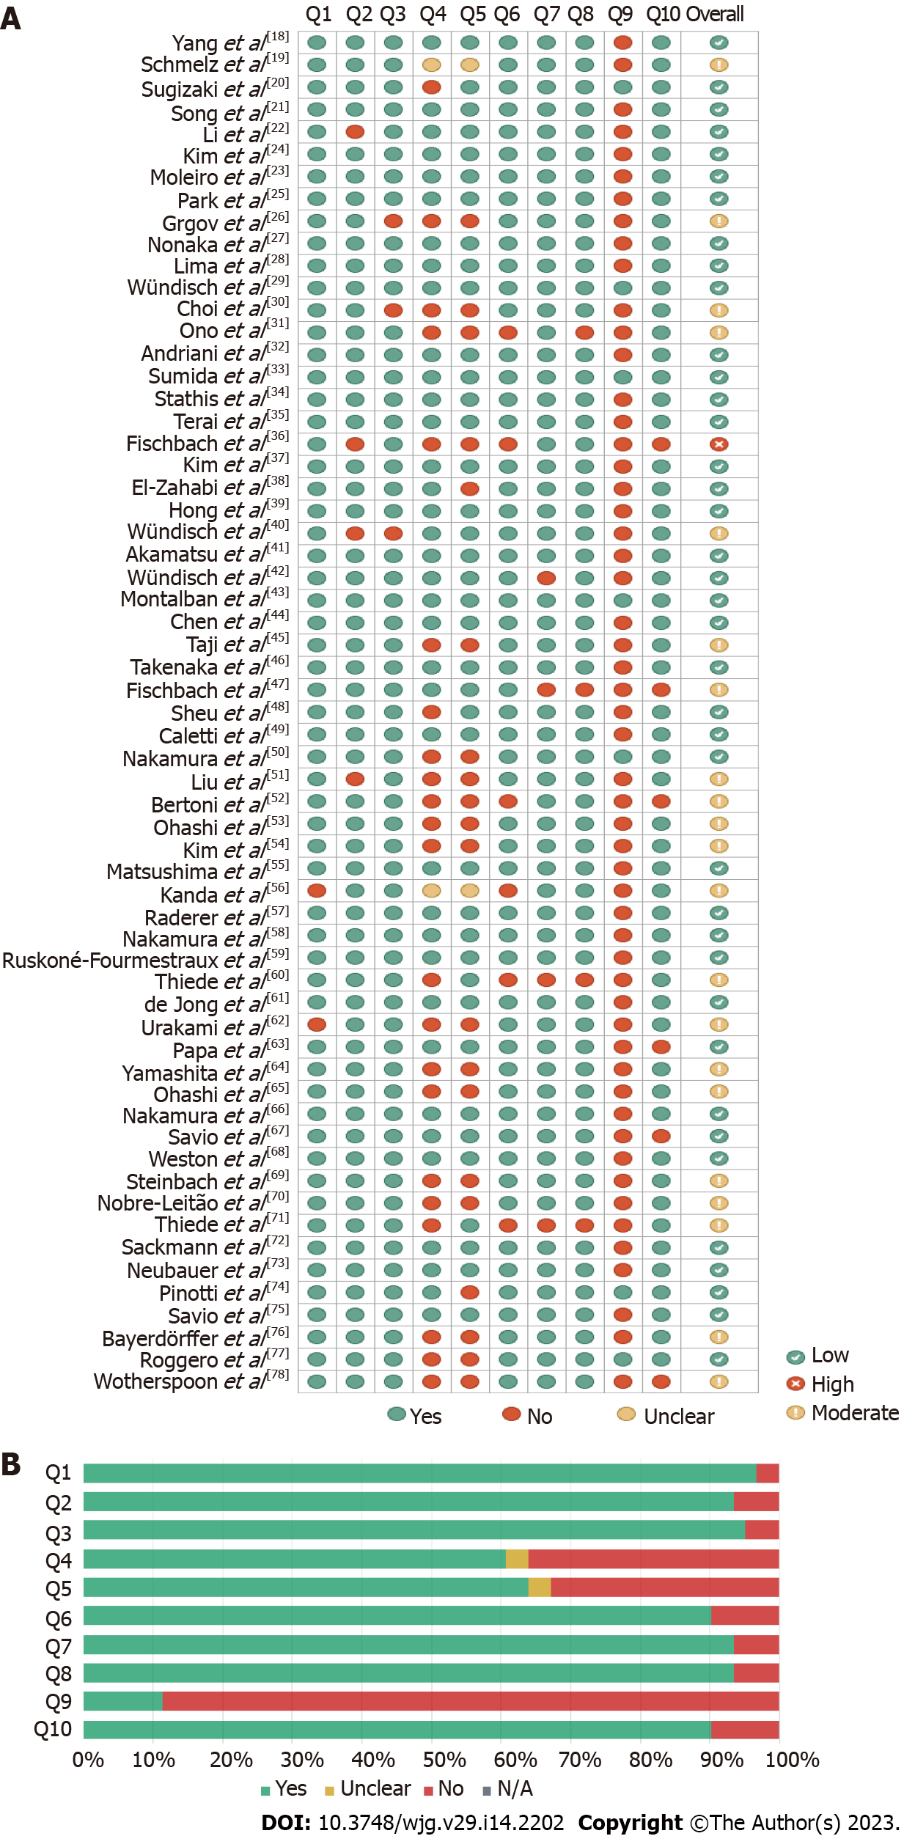 A
Q1 Q2 Q3 Q4 Q5 Q6 Q7 Q8 Q9 Q10 Overall
Yang et al[18]
Schmelz et al[19]
Sugizaki et al[20]
Song et al[21]
Li et al[22]
Kim et al[24]
Moleiro et al[23]
Park et al[25]
Grgov et al[26]
Nonaka et al[27]
Lima et al[28]
Wündisch et al[29]
Choi et al[30]
Ono et al[31]
Andriani et al[32]
Sumida et al[33]
Stathis et al[34]
Terai et al[35]
Fischbach et al[36]
Kim et al[37]
El-Zahabi et al[38]
Hong et al[39]
Wündisch et al[40]
Akamatsu et al[41]
Wündisch et al[42]
Montalban et al[43]
Chen et al[44]
Taji et al[45]
Takenaka et al[46]
Fischbach et al[47]
Sheu et al[48]
Caletti et al[49]
Nakamura et al[50]
Liu et al[51]
Bertoni et al[52]
Ohashi et al[53]
Kim et al[54]
Matsushima et al[55]
Kanda et al[56]
Raderer et al[57]
Nakamura et al[58]
Ruskoné-Fourmestraux et al[59]
Thiede et al[60]
de Jong et al[61]
Urakami et al[62]
Papa et al[63]
Yamashita et al[64]
Ohashi et al[65]
Nakamura et al[66]
Savio et al[67]
Weston et al[68]
Steinbach et al[69]
Nobre-Leitão et al[70]
Thiede et al[71]
Sackmann et al[72]
Neubauer et al[73]
Pinotti et al[74]
Savio et al[75]
Bayerdörffer et al[76]
Roggero et al[77]
Wotherspoon et al[78]
Low
High
Moderate
Yes No Unclear
B
Q1
Q2
Q3
Q4
Q5
Q6
Q7
Q8
Q9
Q10
0% 10% 20% 30% 40% 50% 60% 70% 80% 90% 100%
Yes Unclear No N/A
DOI: 10.3748/wjg.v29.i14.2202 Copyright ©The Author(s) 2023.